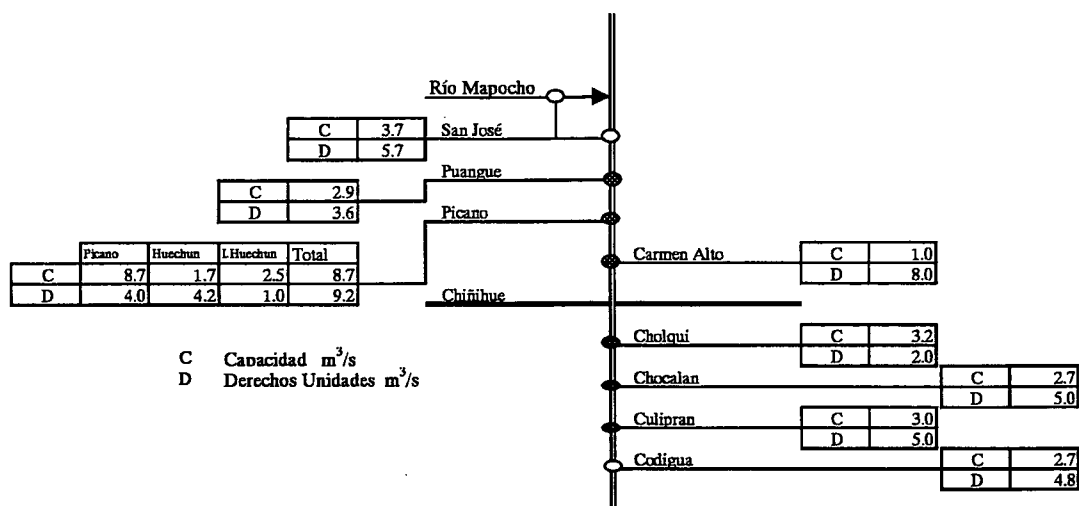 Río Mapocho
C 3.7 San José
D 5.7
Puangue
C 2.9
D 3.6 Picano
Picano Huechun I.Huechun Total
C 8.7 1.7 2.5 8.7
D 4.0 4.2 1.0 9.2
Carmen Alto C 1.0
D 8.0
Chiñihue
Cholqui C 3.2
D 2.0
C Capacidad m³/s
D Derechos Unidades m³/s
Chocalan C 2.7
D 5.0
Culipran C 3.0
D 5.0
Codigua C 2.7
D 4.8